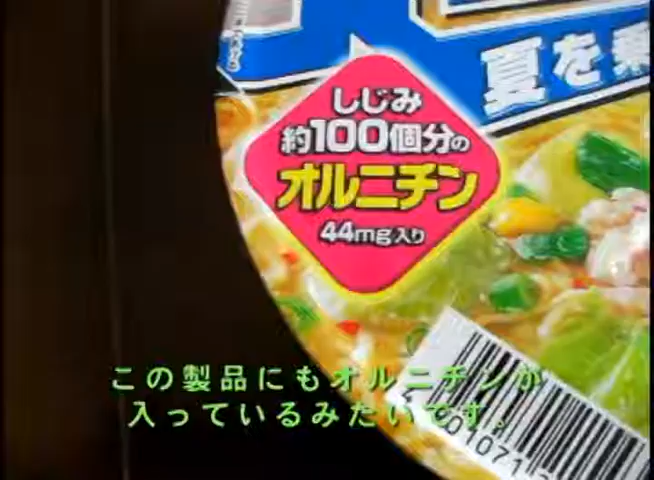 夏を乗
しじみ
約100個分の
オルニチン
44mg入り
この製品にもオルニチンが
入っているみたいです。